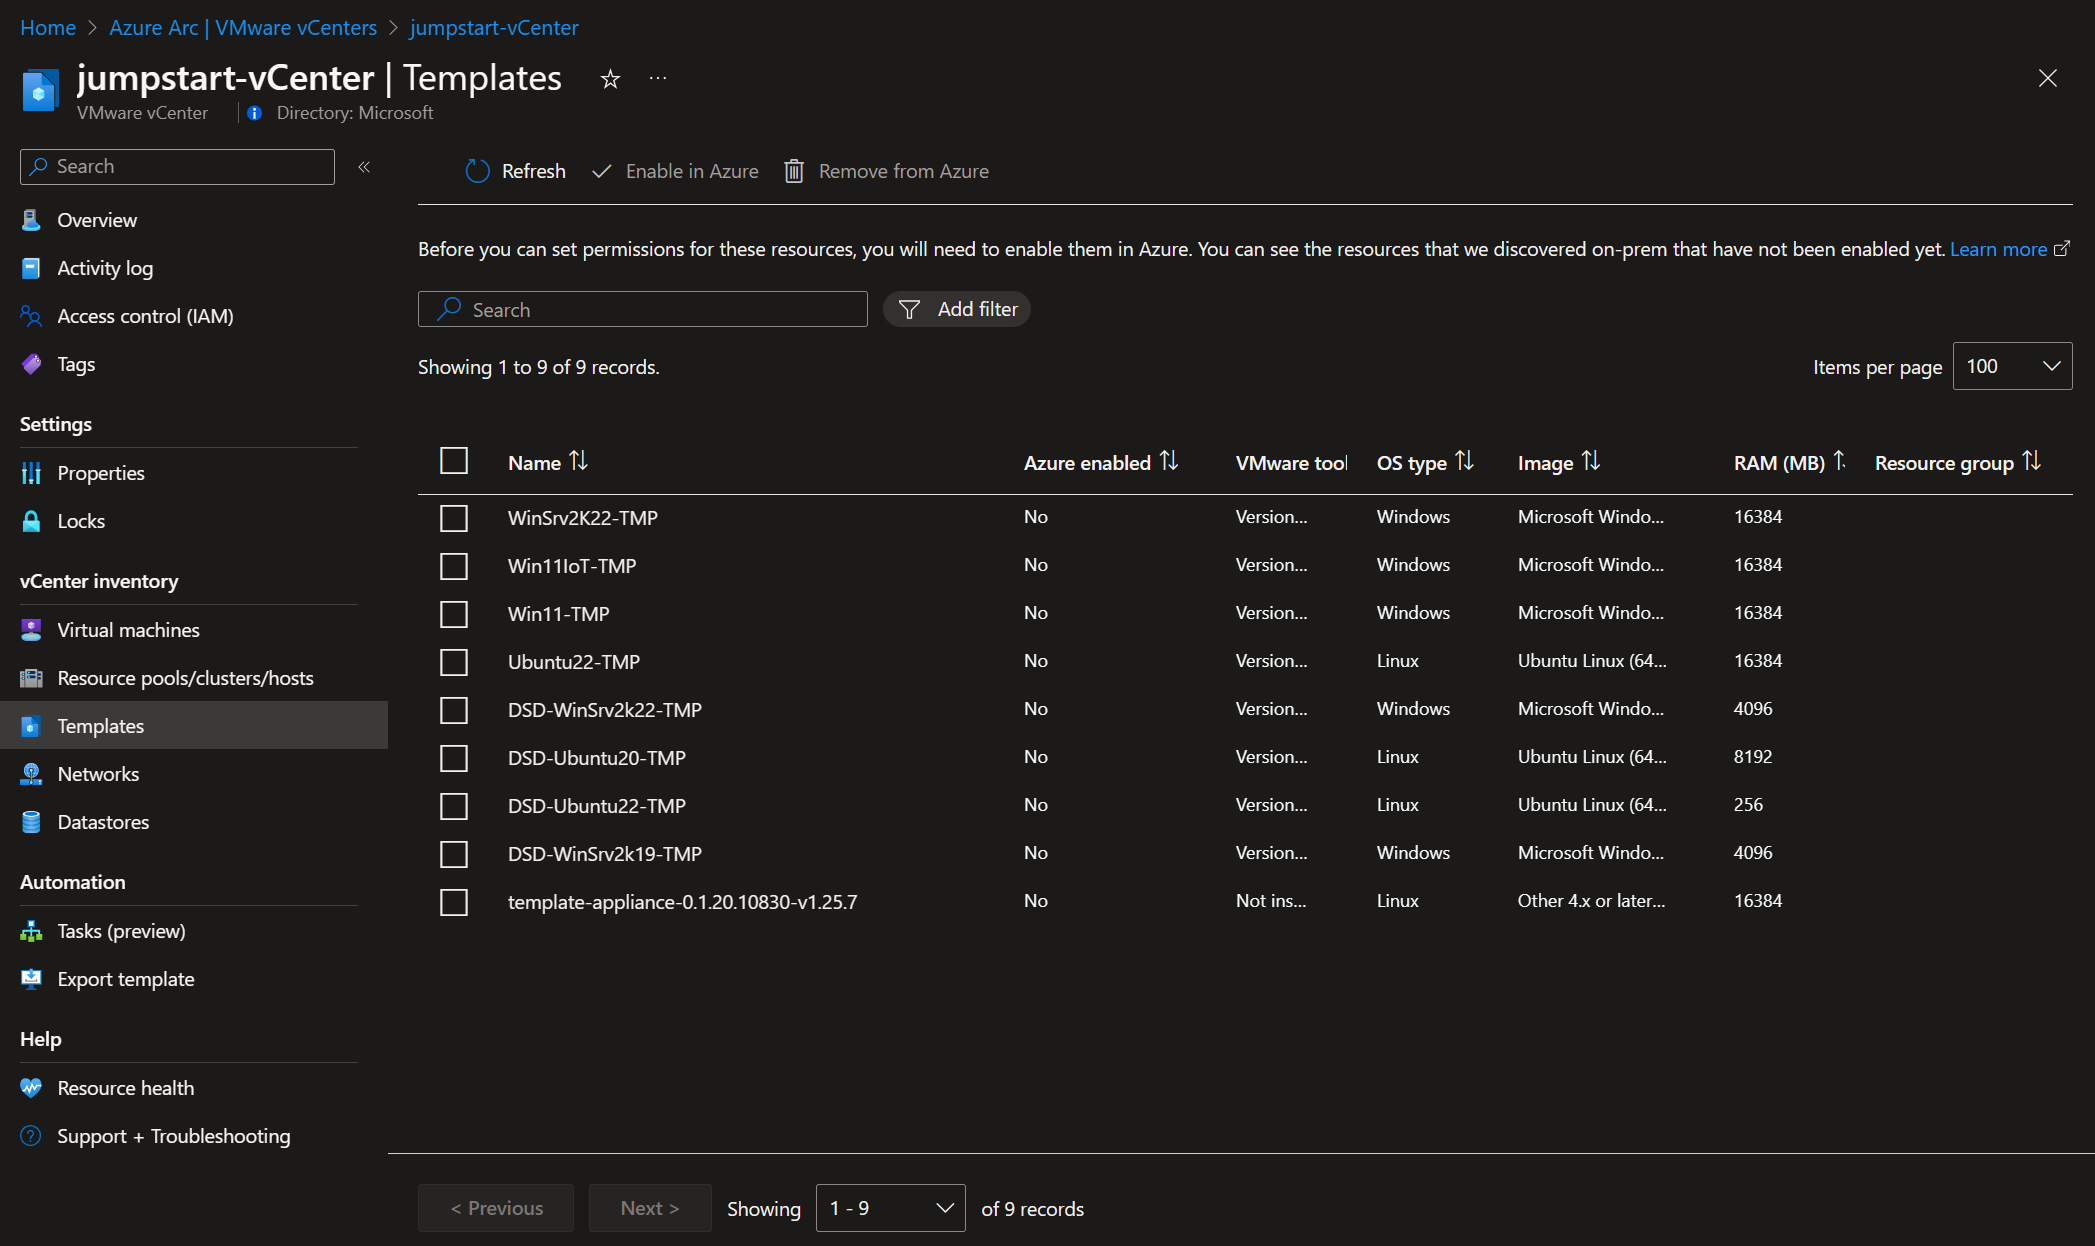 Home > Azure Arc | VMware vCenters > jumpstart-vCenter
jumpstart-vCenter | Templates
VMware vCenter
Directory: Microsoft
Search
Overview
Activity log
Access control (IAM)
Tags
Settings
Properties
Locks
vCenter inventory
Virtual machines
Resource pools/clusters/hosts
Templates
Networks
Datastores
Automation
Tasks (preview)
Export template
Help
Resource health
Support + Troubleshooting
Refresh Enable in Azure Remove from Azure
Before you can set permissions for these resources, you will need to enable them in Azure. You can see the resources that we discovered on-prem that have not been enabled yet. Learn more
Search Add filter
Showing 1 to 9 of 9 records. Items per page 100
Name Azure enabled VMware tool OS type Image RAM (MB) Resource group
WinSrv2K22-TMP No Version... Windows Microsoft Windo... 16384
Win11IoT-TMP No Version... Windows Microsoft Windo... 16384
Win11-TMP No Version... Windows Microsoft Windo... 16384
Ubuntu22-TMP No Version... Linux Ubuntu Linux (64... 16384
DSD-WinSrv2k22-TMP No Version... Windows Microsoft Windo... 4096
DSD-Ubuntu20-TMP No Version... Linux Ubuntu Linux (64... 8192
DSD-Ubuntu22-TMP No Version... Linux Ubuntu Linux (64... 256
DSD-WinSrv2k19-TMP No Version... Windows Microsoft Windo... 4096
template-appliance-0.1.20.10830-v1.25.7 No Not ins... Linux Other 4.x or later... 16384
< Previous Next > Showing 1 - 9 of 9 records